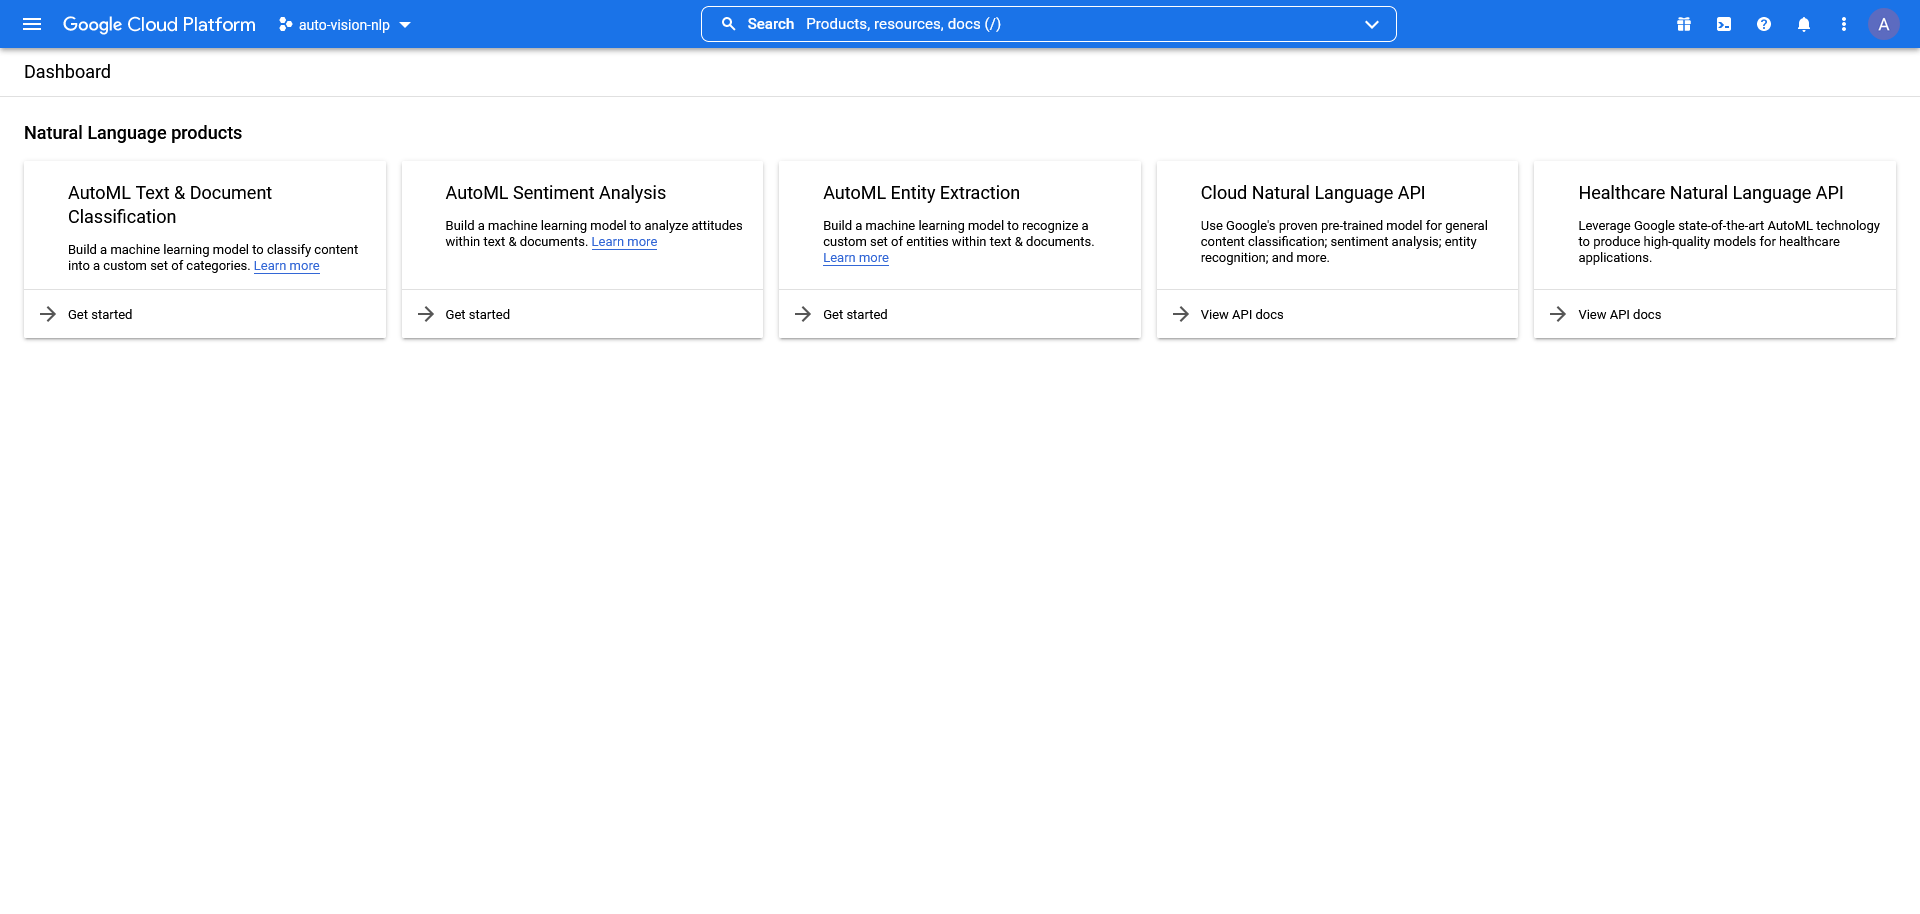 Google Cloud Platform
auto-vision-nlp
Search Products, resources, docs (/)
A
Dashboard
Natural Language products
AutoML Text & Document
Classification
Build a machine learning model to classify content
into a custom set of categories. Learn more
Get started
AutoML Sentiment Analysis
Build a machine learning model to analyze attitudes
within text & documents. Learn more
Get started
AutoML Entity Extraction
Build a machine learning model to recognize a
custom set of entities within text & documents.
Learn more
Get started
Cloud Natural Language API
Use Google's proven pre-trained model for general
content classification; sentiment analysis; entity
recognition; and more.
View API docs
Healthcare Natural Language API
Leverage Google state-of-the-art AutoML technology
to produce high-quality models for healthcare
applications.
View API docs